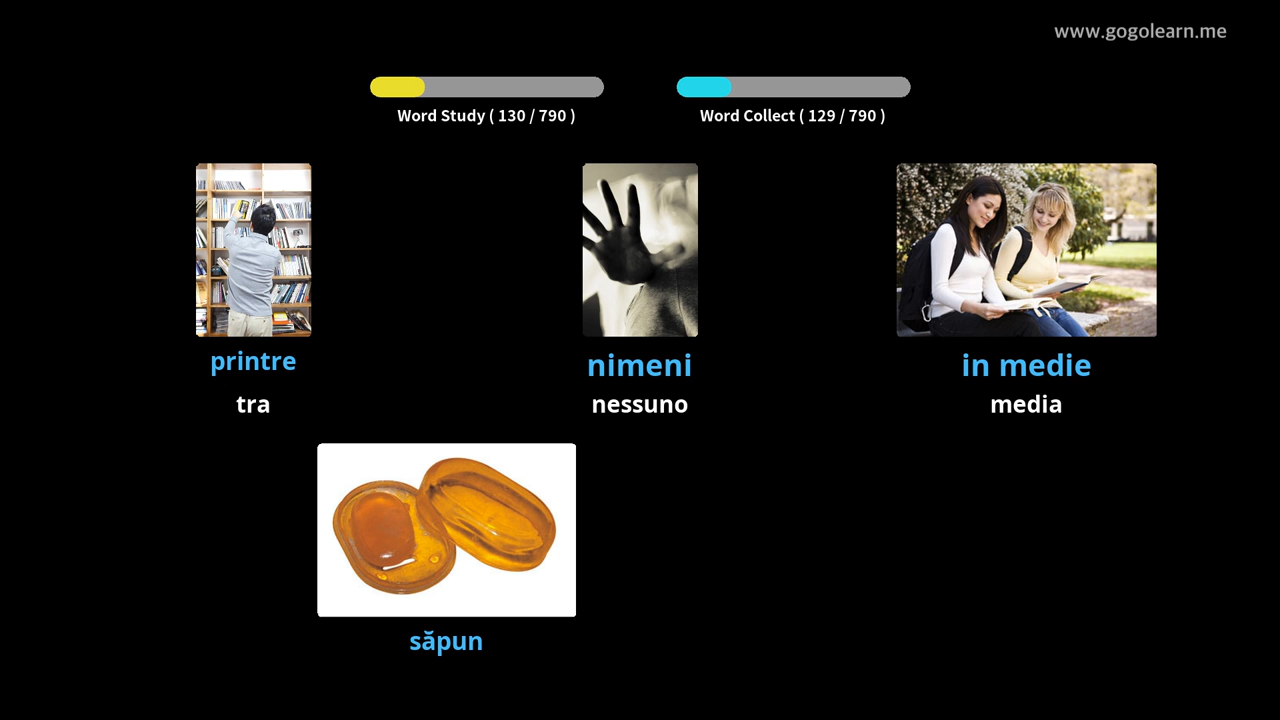 www.gogolearn.me
Word Study ( 130 / 790 )
Word Collect ( 129 / 790 )
printre
nimeni
in medie
tra
nessuno
media
săpun